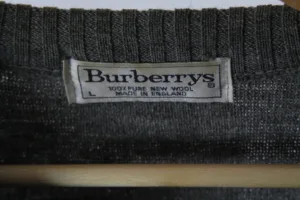 Burberrys®
100% PURE NEW WOOL
L MADE IN ENGLAND